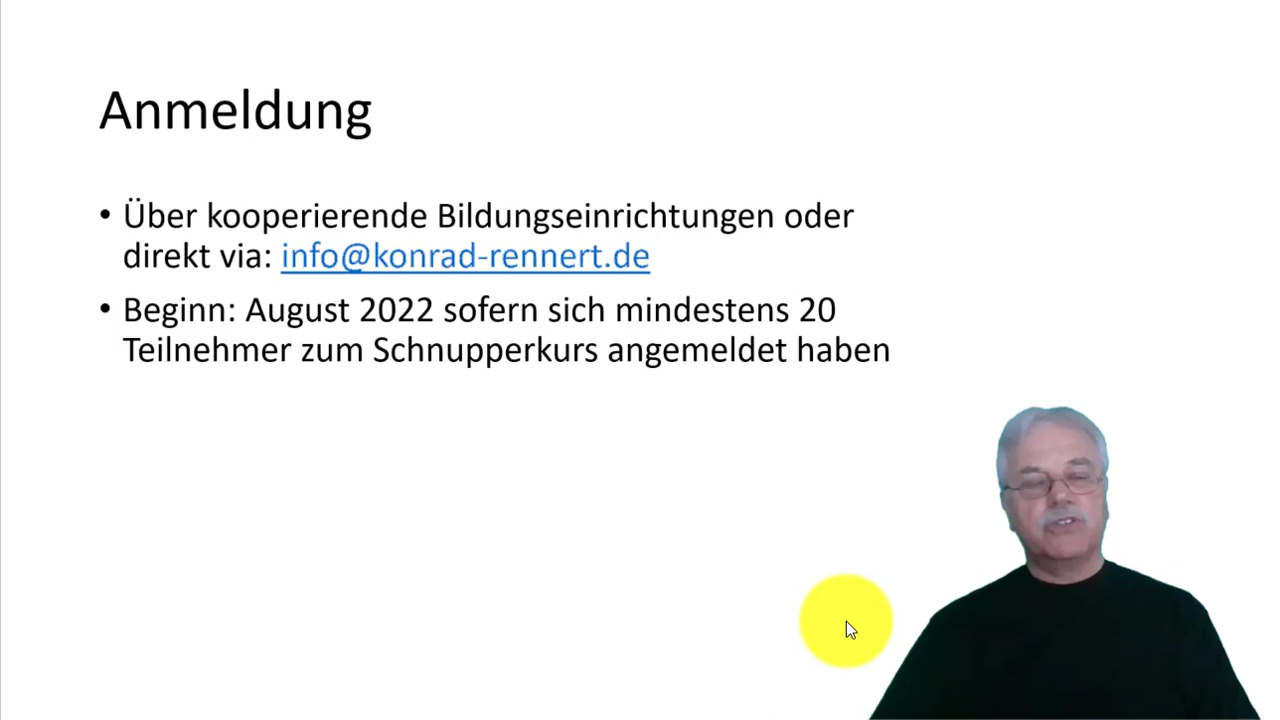 Anmeldung
• Über kooperierende Bildungseinrichtungen oder
direkt via: info@konrad-rennert.de
• Beginn: August 2022 sofern sich mindestens 20
Teilnehmer zum Schnupperkurs angemeldet haben